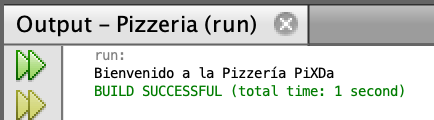 Output – Pizzeria (run)
run:
Bienvenido a la Pizzería PiXDa
BUILD SUCCESSFUL (total time: 1 second)